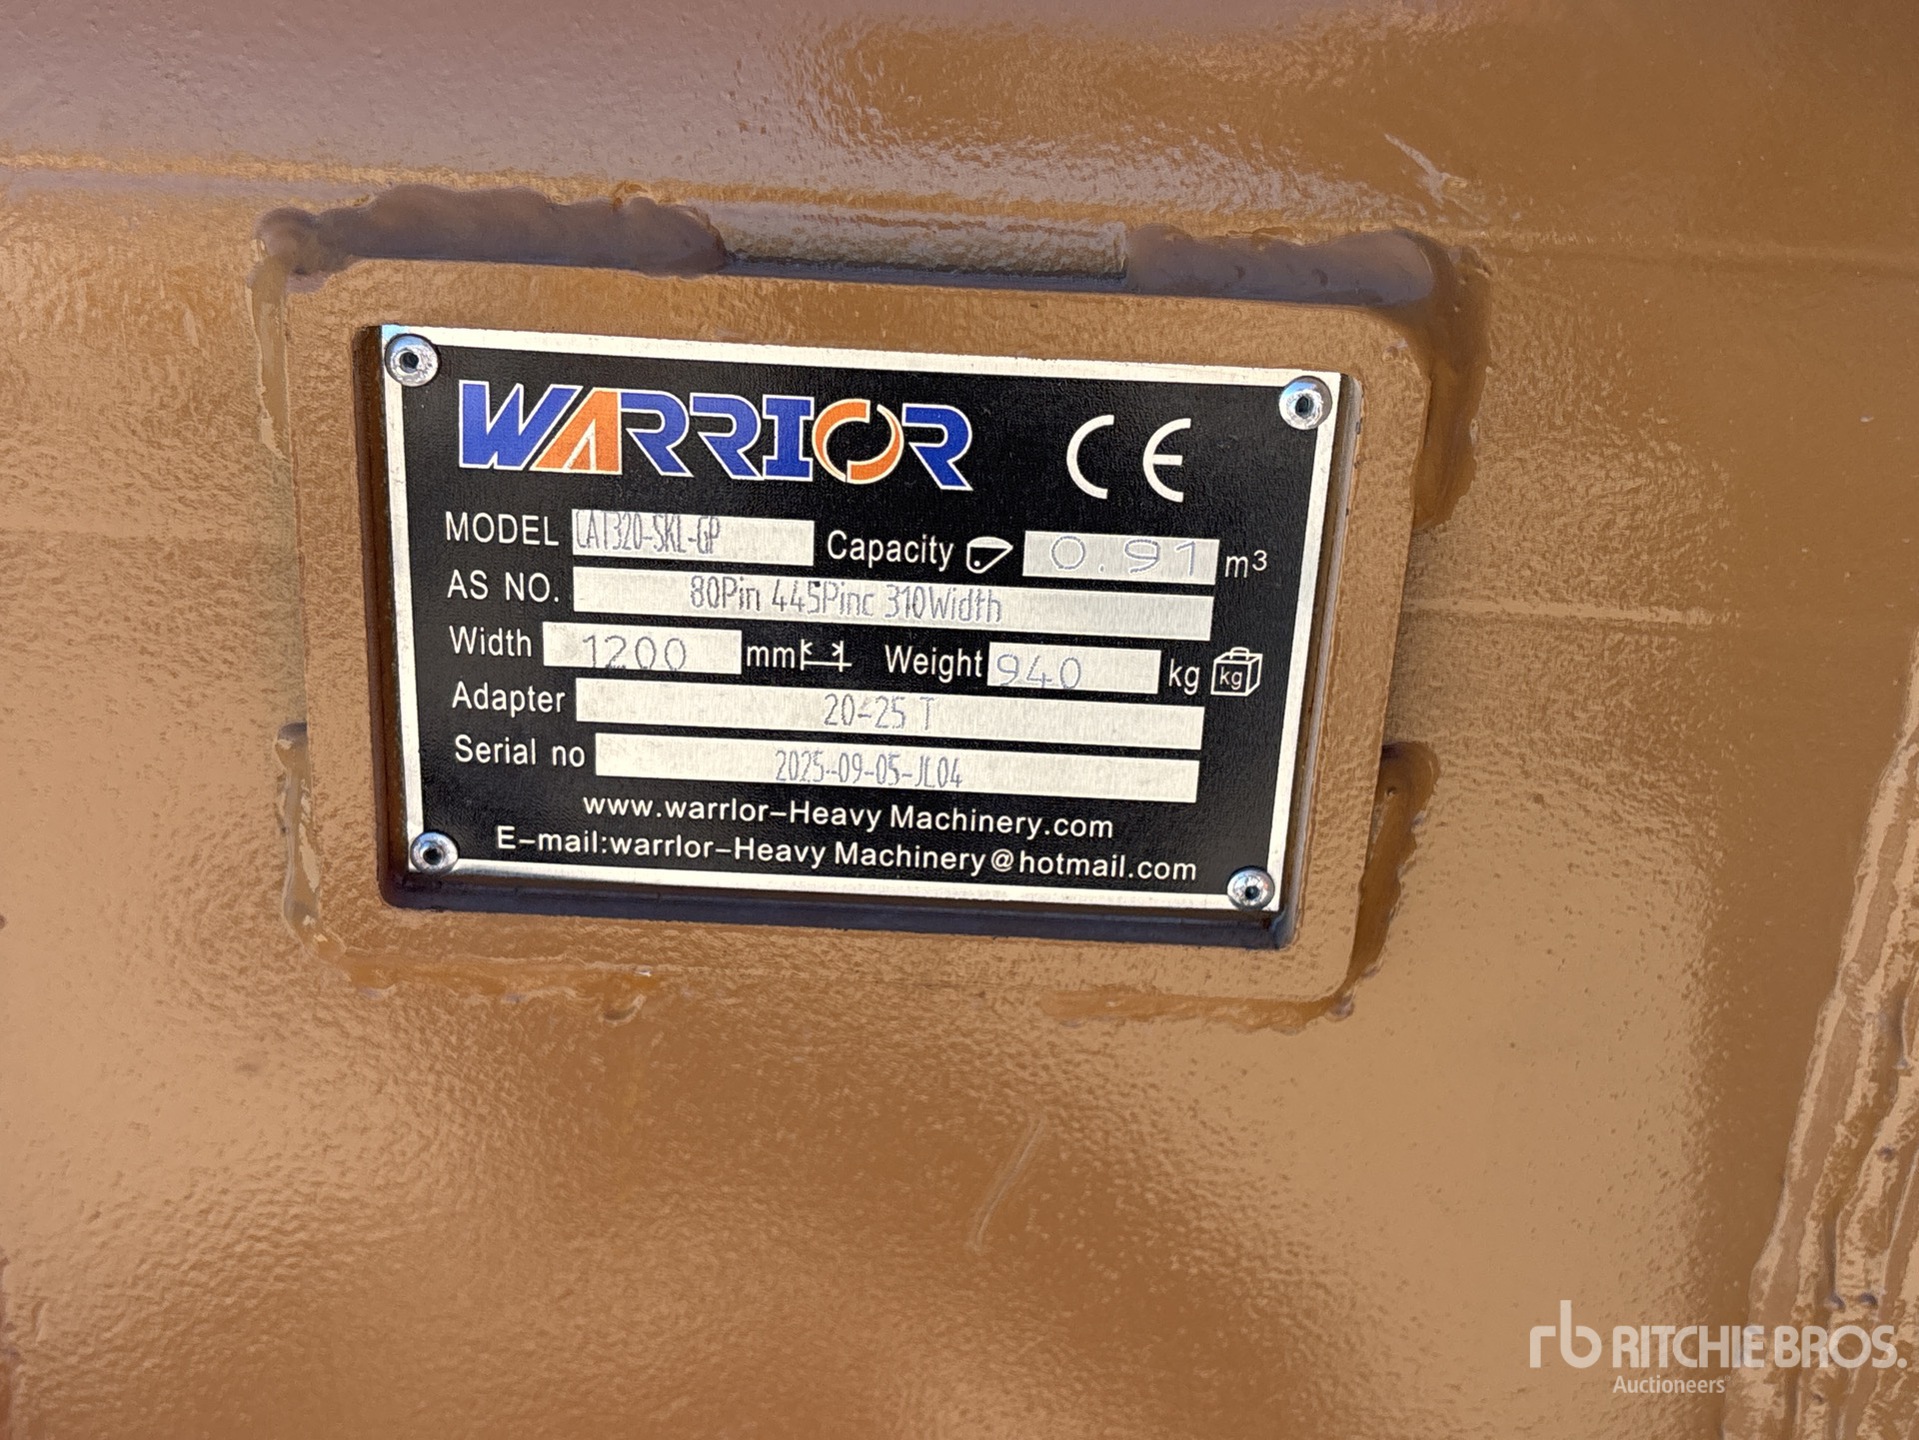 WARRIOR CE
MODEL CAT320-SKL-GP Capacity 0.91 m³
AS NO. 80Pin 445Pinc 310Width
Width 1200 mm Weight 940 kg kg
Adapter 20-25 T
Serial no 2025-09-05-JL04
www.warrlor-Heavy Machinery.com
E-mail:warrlor-Heavy Machinery@hotmail.com
rb RITCHIE BROS.
Auctioneers